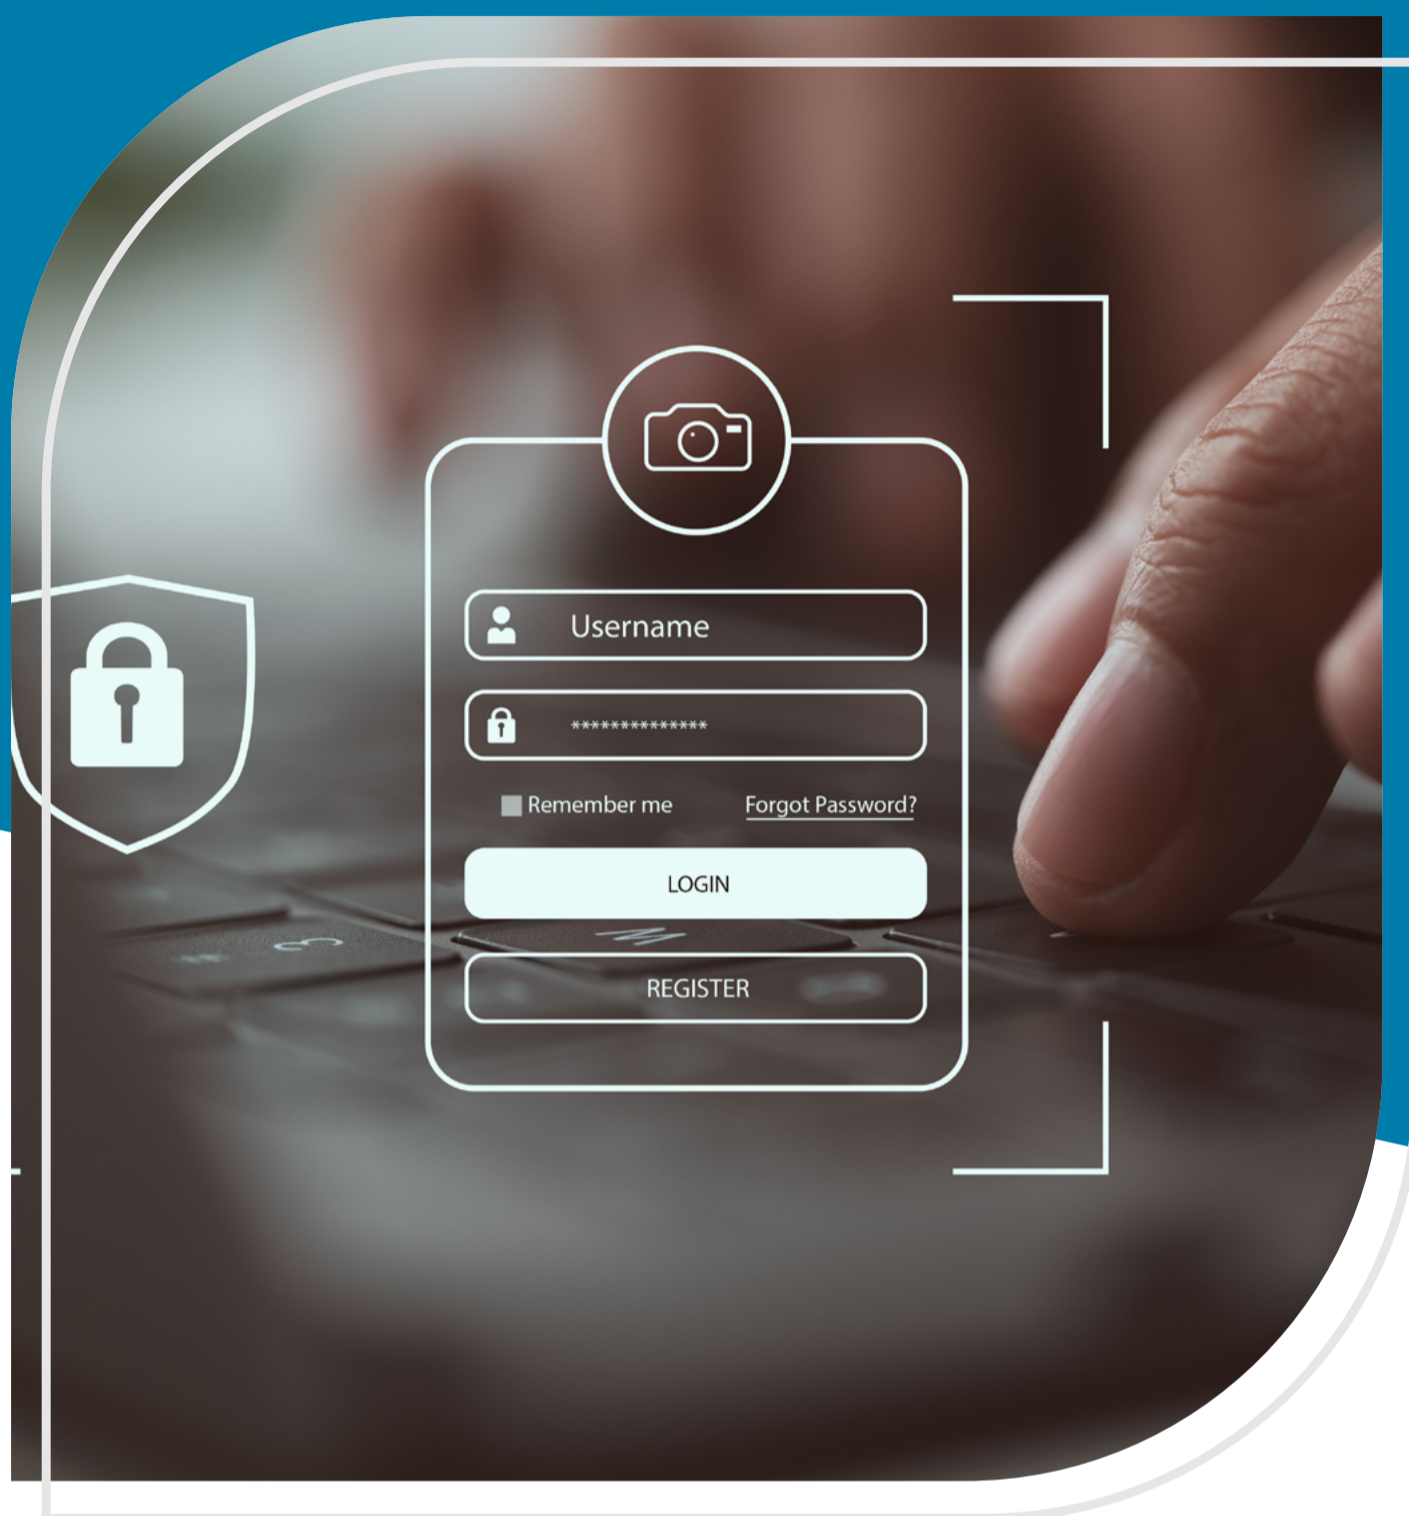 Username
**************
Remember me
Forgot Password?
LOGIN
M
REGISTER